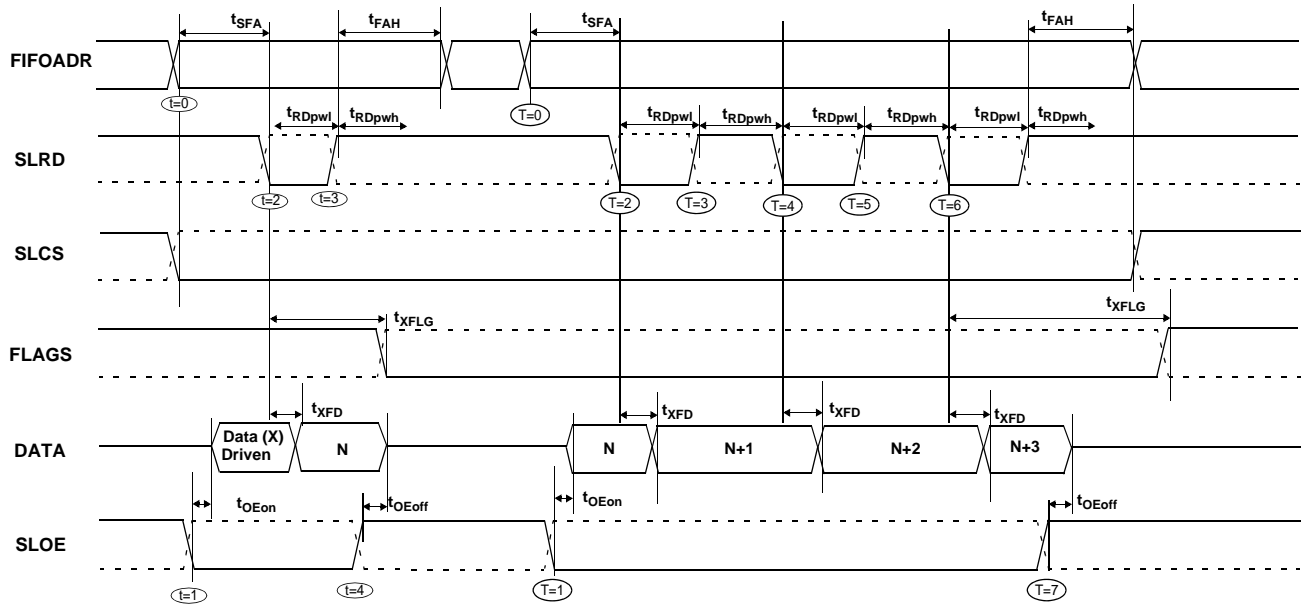 tSFA tFAH tSFA tFAH
FIFOADR
t=0 T=0
tRDpwl tRDpwh tRDpwl tRDpwh tRDpwl tRDpwh tRDpwl tRDpwh
SLRD
t=2 t=3 T=2 T=3 T=4 T=5 T=6
SLCS
tXFLG tXFLG
FLAGS
tXFD tXFD tXFD tXFD
DATA Data (X) Driven N N N+1 N+2 N+3
tOEon tOEoff tOEon tOEoff
SLOE
t=1 t=4 T=1 T=7